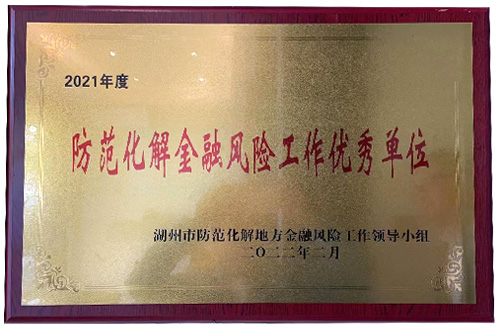 2021年度
防范化解金融风险工作优秀单位
湖州市防范化解地方金融风险工作领导小组
二〇二二年二月